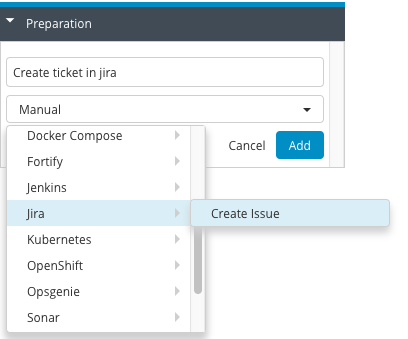 Preparation
Create ticket in jira
Manual
Docker Compose
Cancel
Add
Fortify
Jenkins
Jira
Create Issue
Kubernetes
OpenShift
Opsgenie
Sonar